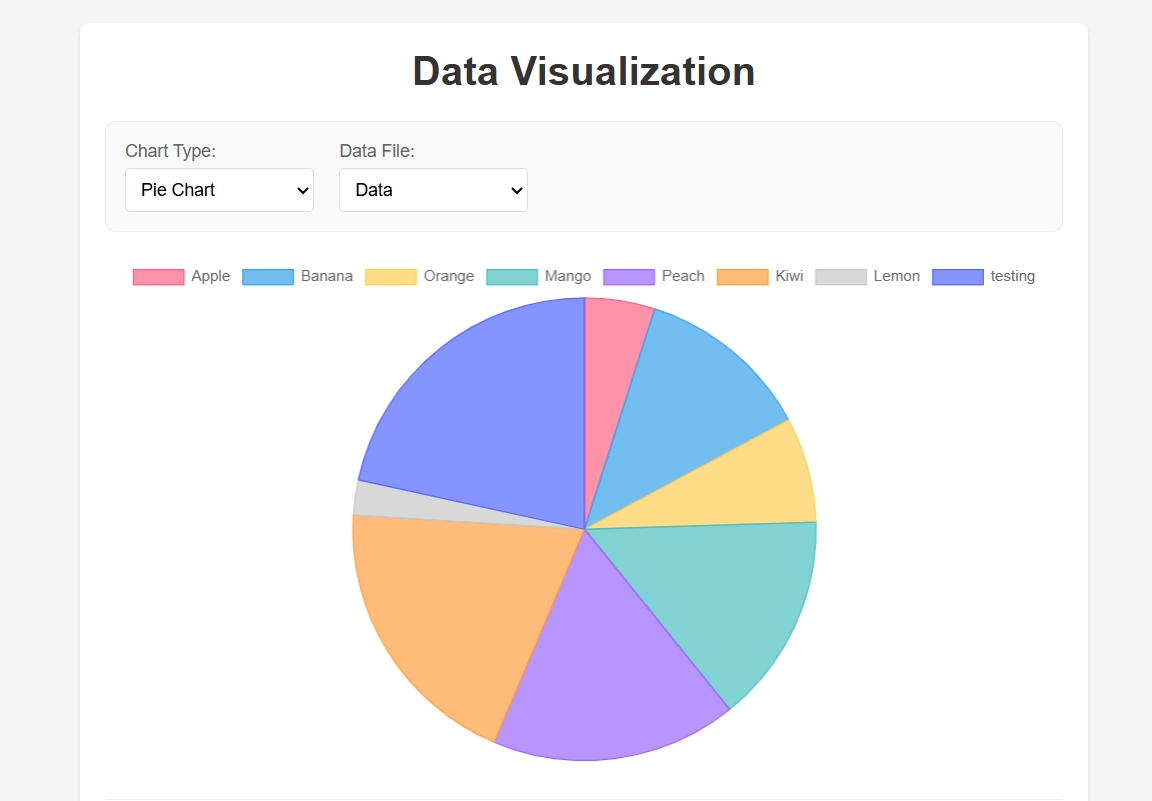 Data Visualization
Chart Type: Data File:
Pie Chart Data
Apple Banana Orange Mango Peach Kiwi Lemon testing